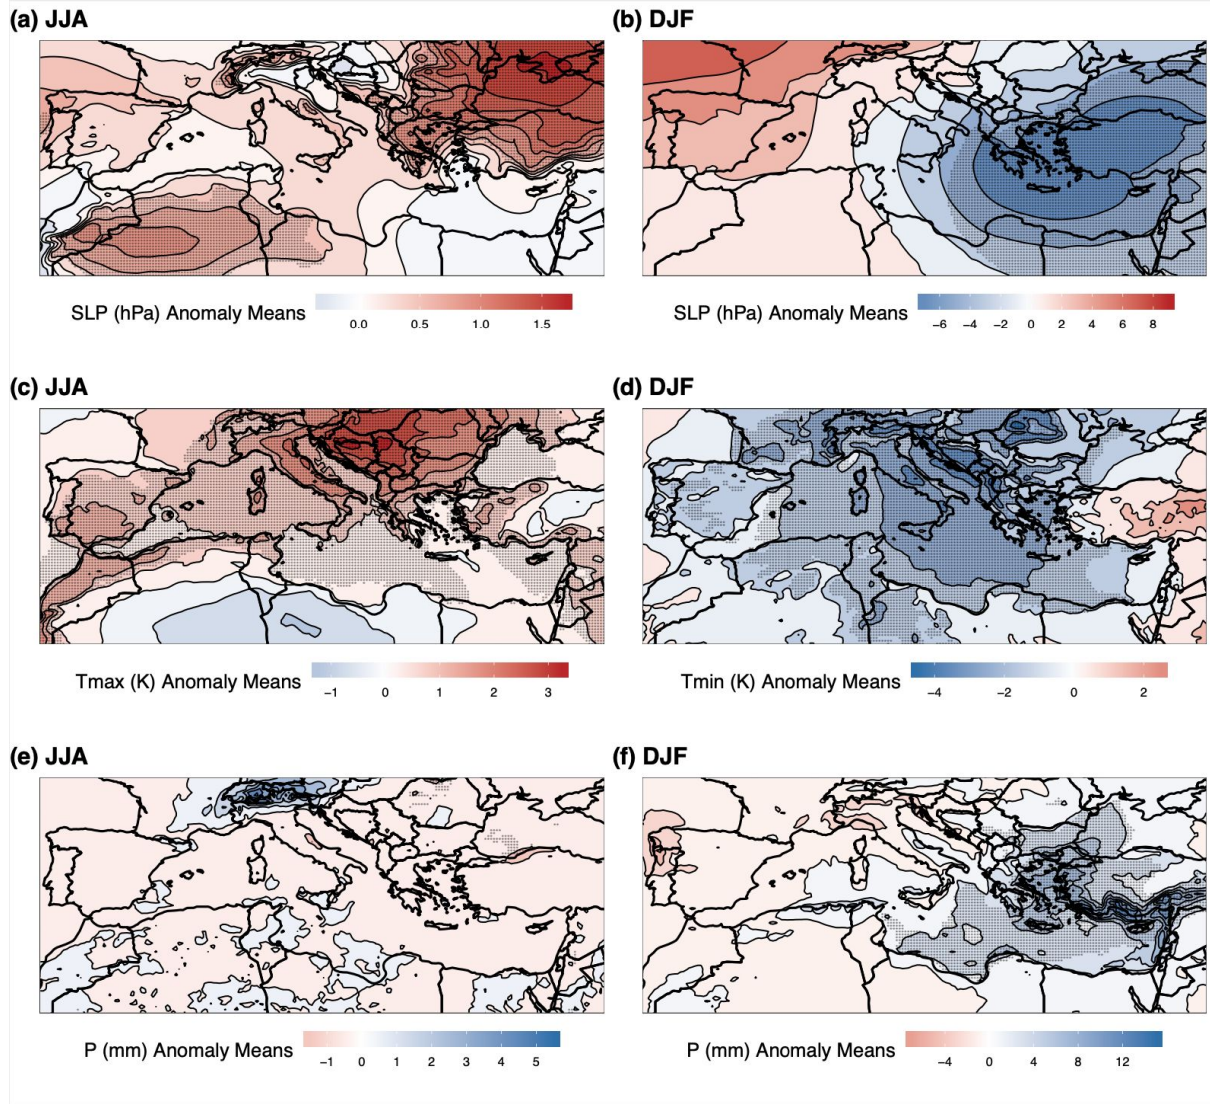 (a) JJA
(b) DJF
SLP (hPa) Anomaly Means
0.0 0.5 1.0 1.5
SLP (hPa) Anomaly Means
−6 −4 −2 0 2 4 6 8
(c) JJA
(d) DJF
Tmax (K) Anomaly Means
−1 0 1 2 3
Tmin (K) Anomaly Means
−4 −2 0 2
(e) JJA
(f) DJF
P (mm) Anomaly Means
−1 0 1 2 3 4 5
P (mm) Anomaly Means
−4 0 4 8 12